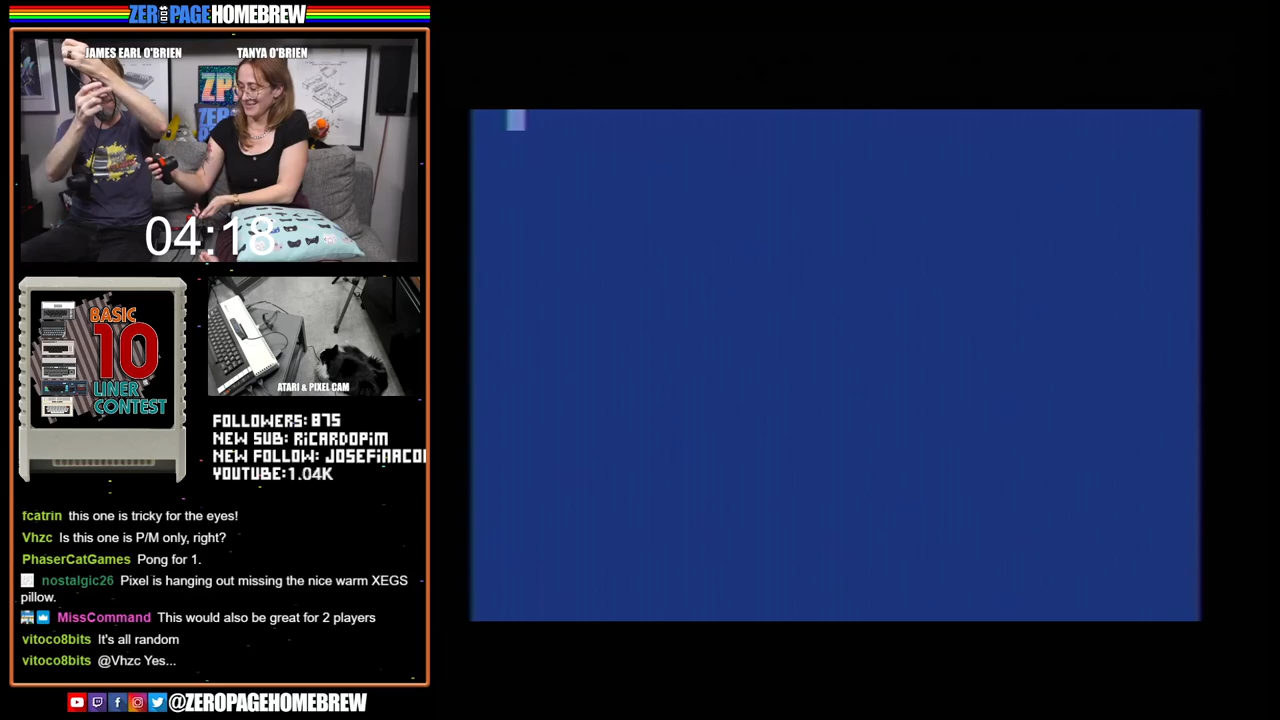 ZEROPAGE HOMEBREW
JAMES EARL O'BRIEN
TANYA O'BRIEN
ZP
04:18
BASIC
10
LINER
CONTEST
ATARI & PIXEL CAM
FOLLOWERS: 875
NEW SUB: RICARDOPIM
NEW FOLLOW: JOSEFINACO
YOUTUBE:1.04K
fcatrin this one is tricky for the eyes!
Vhzc Is this one is P/M only, right?
PhaserCatGames Pong for 1.
nostalgic26 Pixel is hanging out missing the nice warm XEGS
pillow.
MissCommand This would also be great for 2 players
vitoco8bits It's all random
vitoco8bits @Vhzc Yes...
@ZEROPAGEHOMEBREW